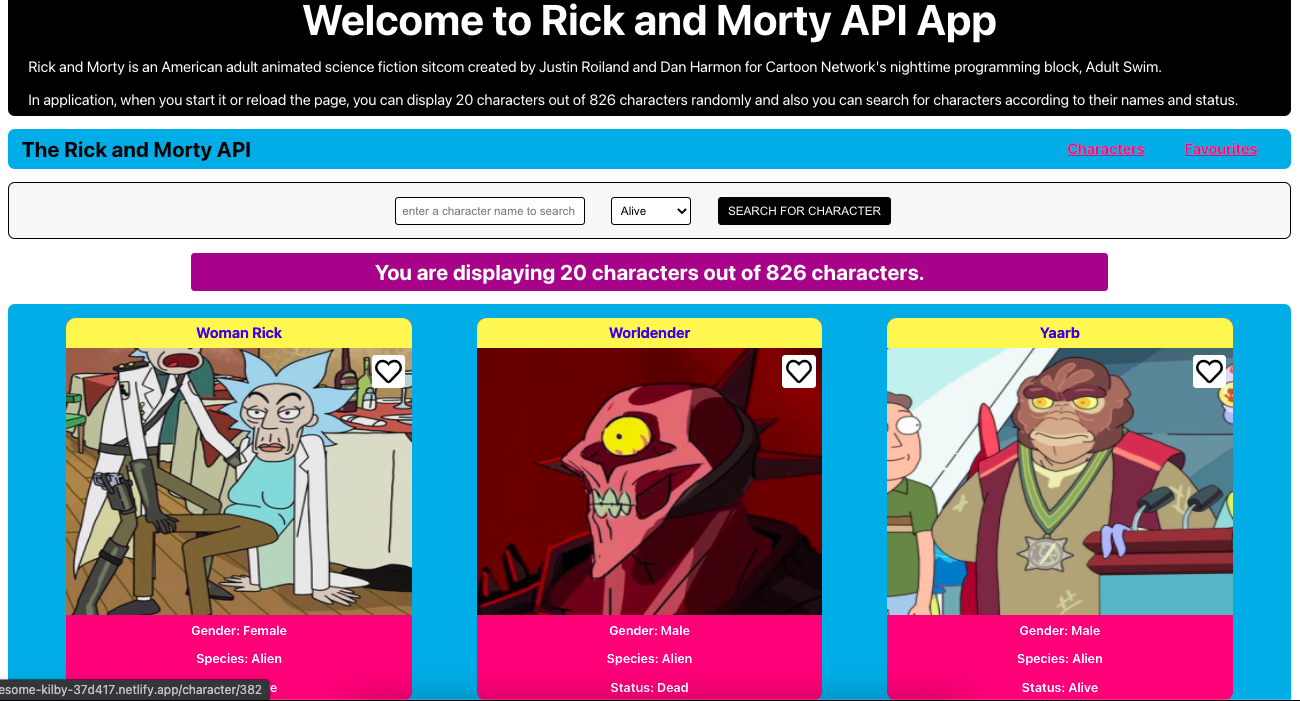 Welcome to Rick and Morty API App
Rick and Morty is an American adult animated science fiction sitcom created by Justin Roiland and Dan Harmon for Cartoon Network's nighttime programming block, Adult Swim.
In application, when you start it or reload the page, you can display 20 characters out of 826 characters randomly and also you can search for characters according to their names and status.
The Rick and Morty API Characters Favourites
enter a character name to search Alive SEARCH FOR CHARACTER
You are displaying 20 characters out of 826 characters.
Woman Rick Worldender Yaarb
Gender: Female Gender: Male Gender: Male
Species: Alien Species: Alien Species: Alien
Status: Dead Status: Alive
esome-kilby-37d417.netlify.app/character/382